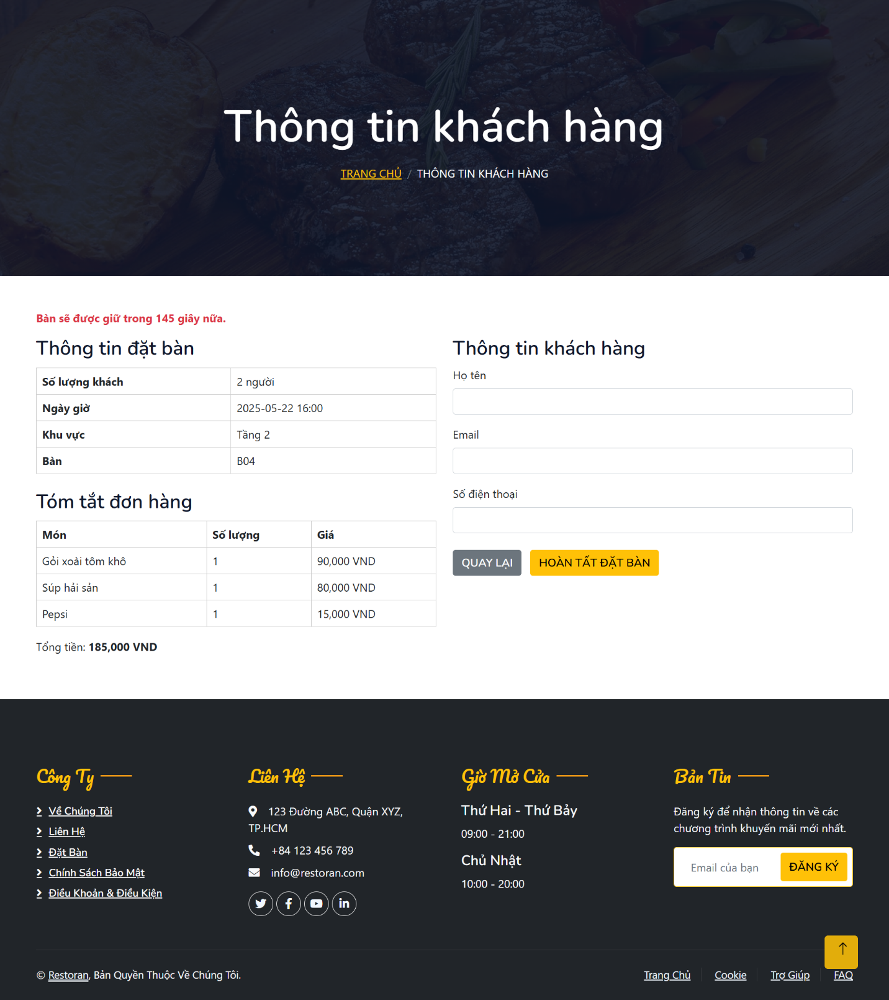 Thông tin khách hàng
TRANG CHỦ / THÔNG TIN KHÁCH HÀNG
Bàn sẽ được giữ trong 145 giây nữa.
Thông tin đặt bàn
Số lượng khách 2 người
Ngày giờ 2025-05-22 16:00
Khu vực Tầng 2
Bàn B04
Tóm tắt đơn hàng
Món Số lượng Giá
Gỏi xoài tôm khô 1 90,000 VND
Súp hải sản 1 80,000 VND
Pepsi 1 15,000 VND
Tổng tiền: 185,000 VND
Thông tin khách hàng
Họ tên
Email
Số điện thoại
QUAY LẠI HOÀN TẤT ĐẶT BÀN
Công Ty
Về Chúng Tôi
Liên Hệ
Đặt Bàn
Chính Sách Bảo Mật
Điều Khoản & Điều Kiện
Liên Hệ
123 Đường ABC, Quận XYZ,
TP.HCM
+84 123 456 789
info@restoran.com
Giờ Mở Cửa
Thứ Hai - Thứ Bảy
09:00 - 21:00
Chủ Nhật
10:00 - 20:00
Bản Tin
Đăng ký để nhận thông tin về các
chương trình khuyến mãi mới nhất.
Email của bạn ĐĂNG KÝ
© Restoran, Bản Quyền Thuộc Về Chúng Tôi.
Trang Chủ Cookie Trợ Giúp FAQ